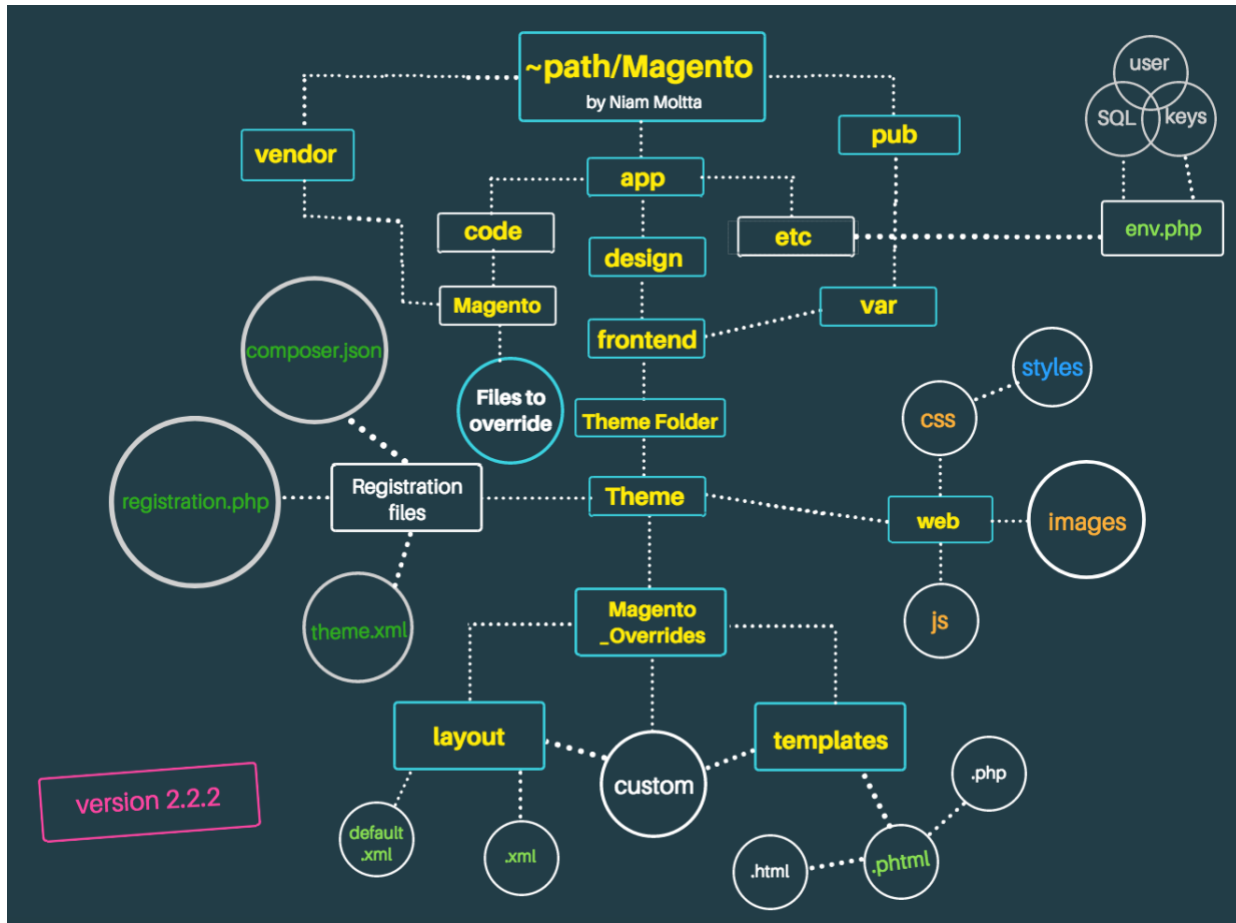 ~path/Magento
by Niam Moltta
user
SQL
keys
vendor
pub
app
code
etc
env.php
design
Magento
var
frontend
composer.json
styles
Files to
override
Theme Folder
css
registration.php
Registration
files
Theme
web
images
theme.xml
Magento
_Overrides
js
layout
templates
custom
.php
version 2.2.2
default
.xml
.xml
.html
.phtml